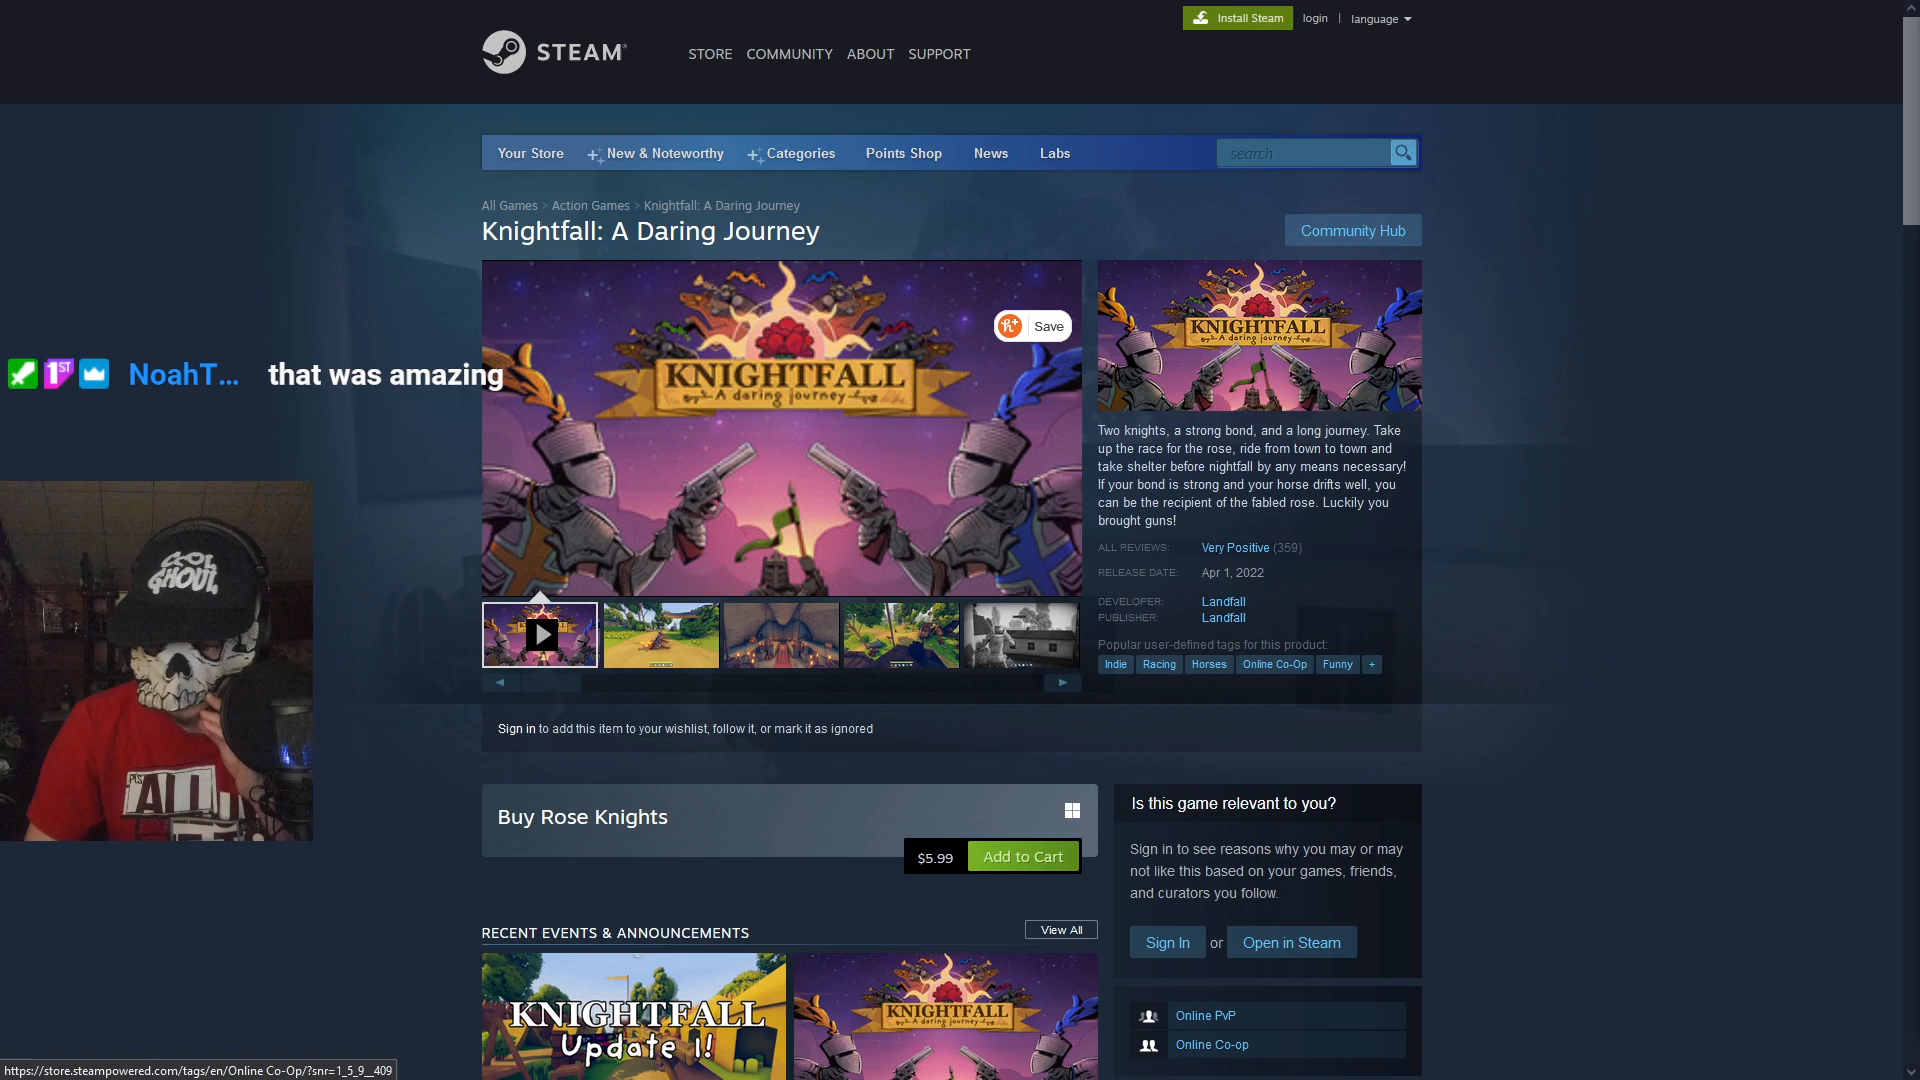 Install Steam login | language
STEAM®
STORE COMMUNITY ABOUT SUPPORT
Your Store New & Noteworthy Categories Points Shop News Labs search
All Games > Action Games > Knightfall: A Daring Journey
Knightfall: A Daring Journey
Community Hub
KNIGHTFALL
A daring journey
h+ Save
KNIGHTFALL
A daring journey
1ST NoahT... that was amazing
Two knights, a strong bond, and a long journey. Take
up the race for the rose, ride from town to town and
take shelter before nightfall by any means necessary!
If your bond is strong and your horse drifts well, you
can be the recipient of the fabled rose. Luckily you
brought guns!
ALL REVIEWS: Very Positive (359)
RELEASE DATE: Apr 1, 2022
DEVELOPER: Landfall
PUBLISHER: Landfall
Popular user-defined tags for this product:
Indie Racing Horses Online Co-Op Funny +
COOL
GHOUL
ALL
Sign in to add this item to your wishlist, follow it, or mark it as ignored
Buy Rose Knights
$5.99 Add to Cart
Is this game relevant to you?
Sign in to see reasons why you may or may
not like this based on your games, friends,
and curators you follow.
Sign In or Open in Steam
RECENT EVENTS & ANNOUNCEMENTS View All
KNIGHTFALL
Update 1!
KNIGHTFALL
A daring journey
Online PvP
Online Co-op
https://store.steampowered.com/tags/en/Online Co-Op/?snr=1_5_9__409